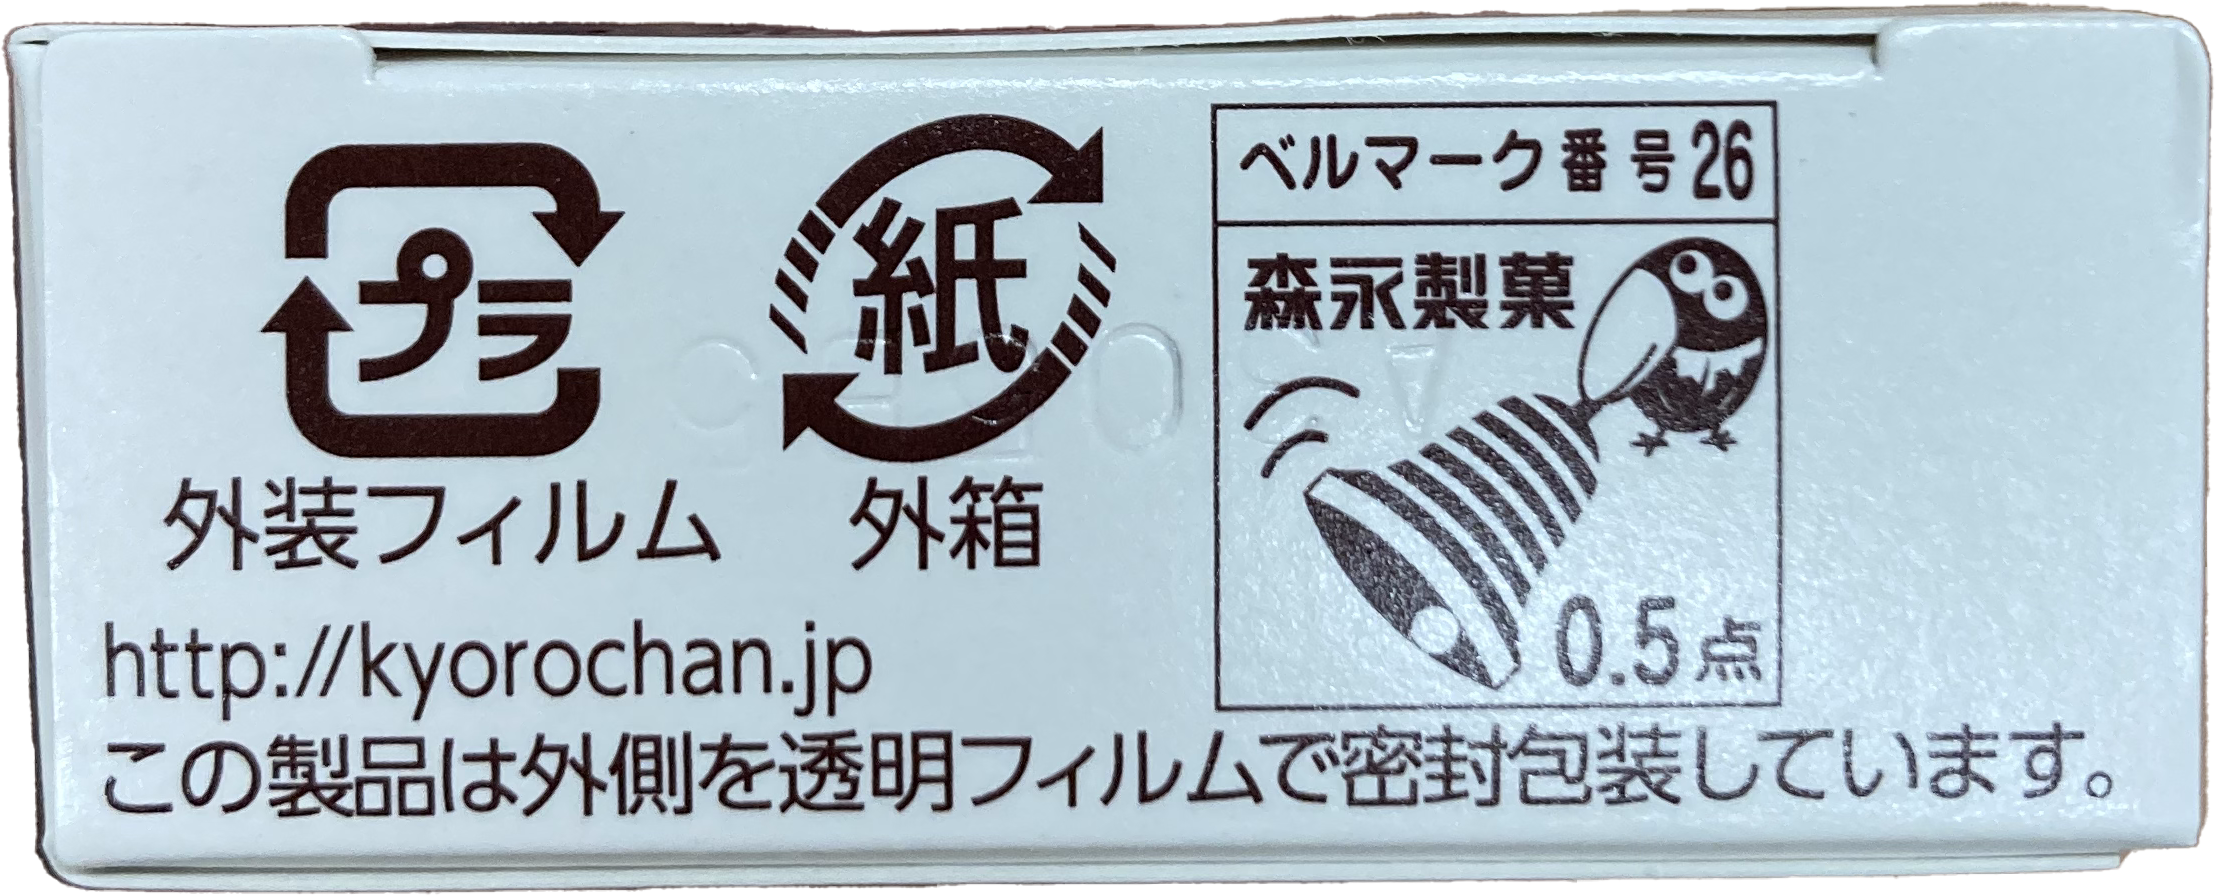 プラ
外装フィルム
紙
外箱
ベルマーク番号26
森永製菓
0.5点
http://kyorochan.jp
この製品は外側を透明フィルムで密封包装しています。